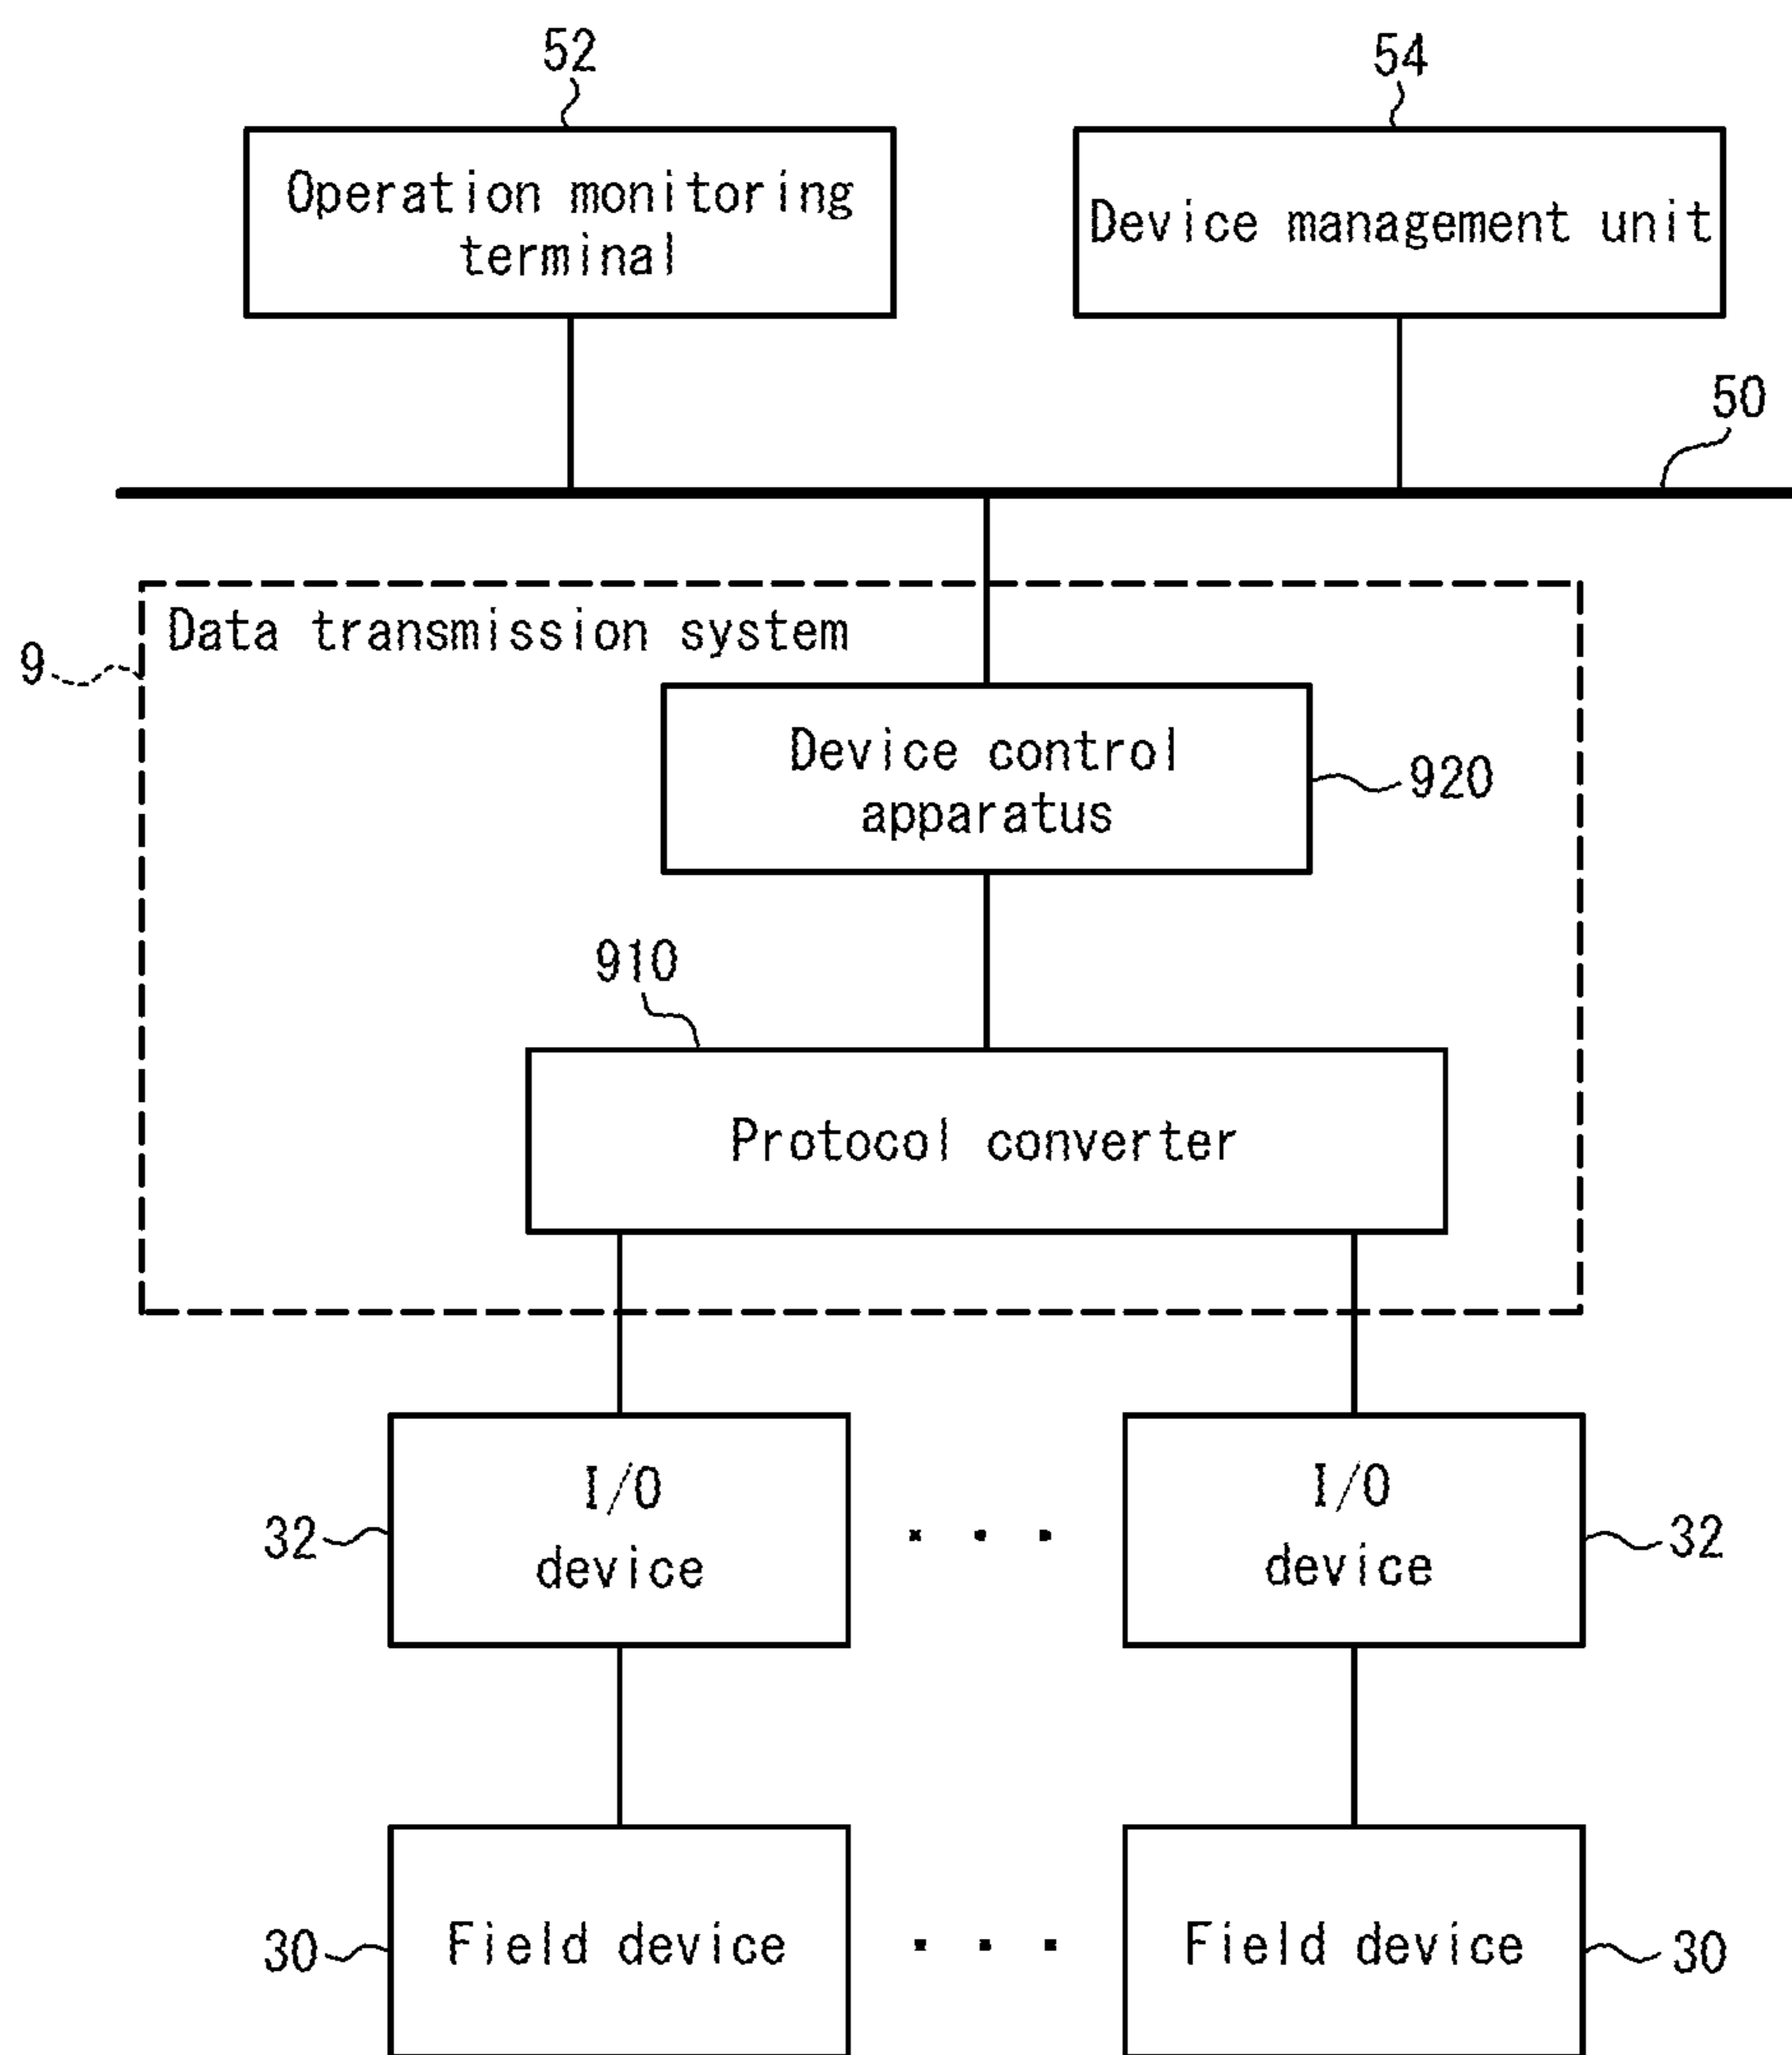 52
54
Operation monitoring
terminal
Device management unit
50
Data transmission system
9
Device control
apparatus
920
910
Protocol converter
I/O
device
I/O
device
32
...
32
30
Field device
...
Field device
30